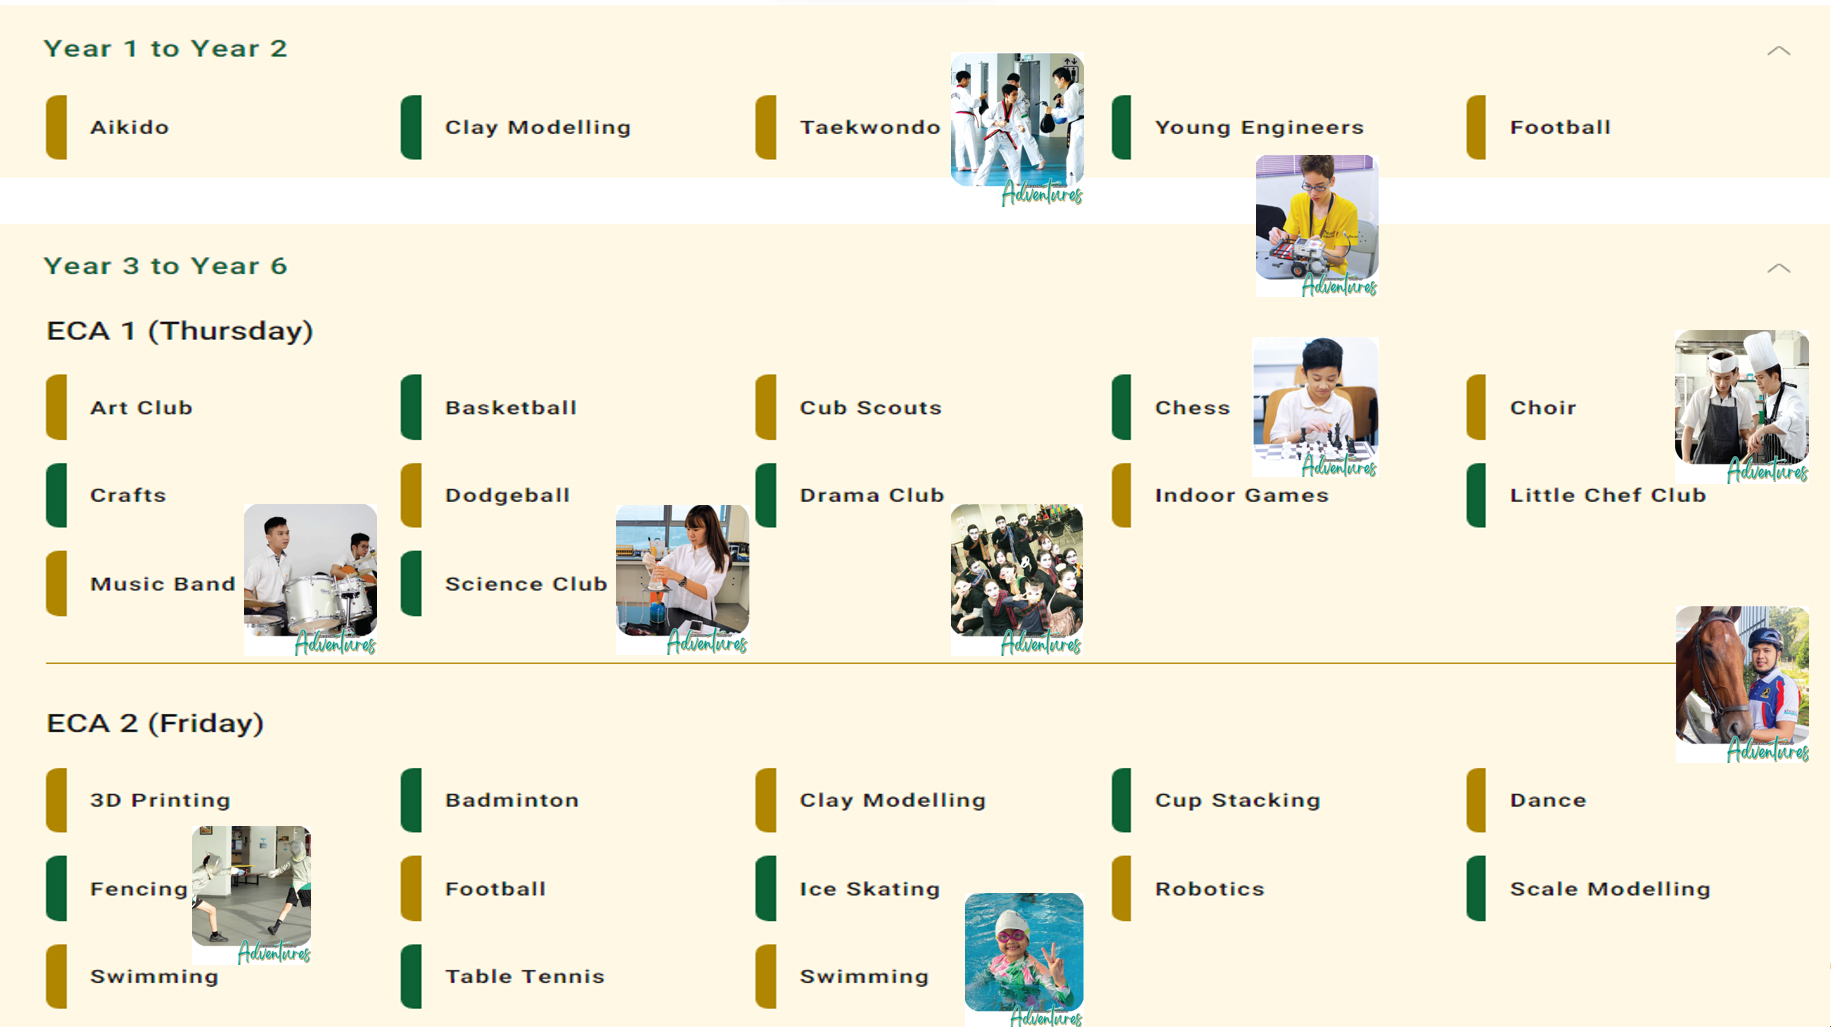 Year 1 to Year 2
Aikido
Clay Modelling
Taekwondo
Young Engineers
Football
Adventures
Adventures
Year 3 to Year 6
ECA 1 (Thursday)
Art Club
Basketball
Cub Scouts
Chess
Choir
Adventures
Adventures
Crafts
Dodgeball
Drama Club
Indoor Games
Little Chef Club
Music Band
Science Club
Adventures
Adventures
Adventures
ECA 2 (Friday)
Adventures
3D Printing
Badminton
Clay Modelling
Cup Stacking
Dance
Fencing
Football
Ice Skating
Robotics
Scale Modelling
Adventures
Swimming
Table Tennis
Swimming
Adventures